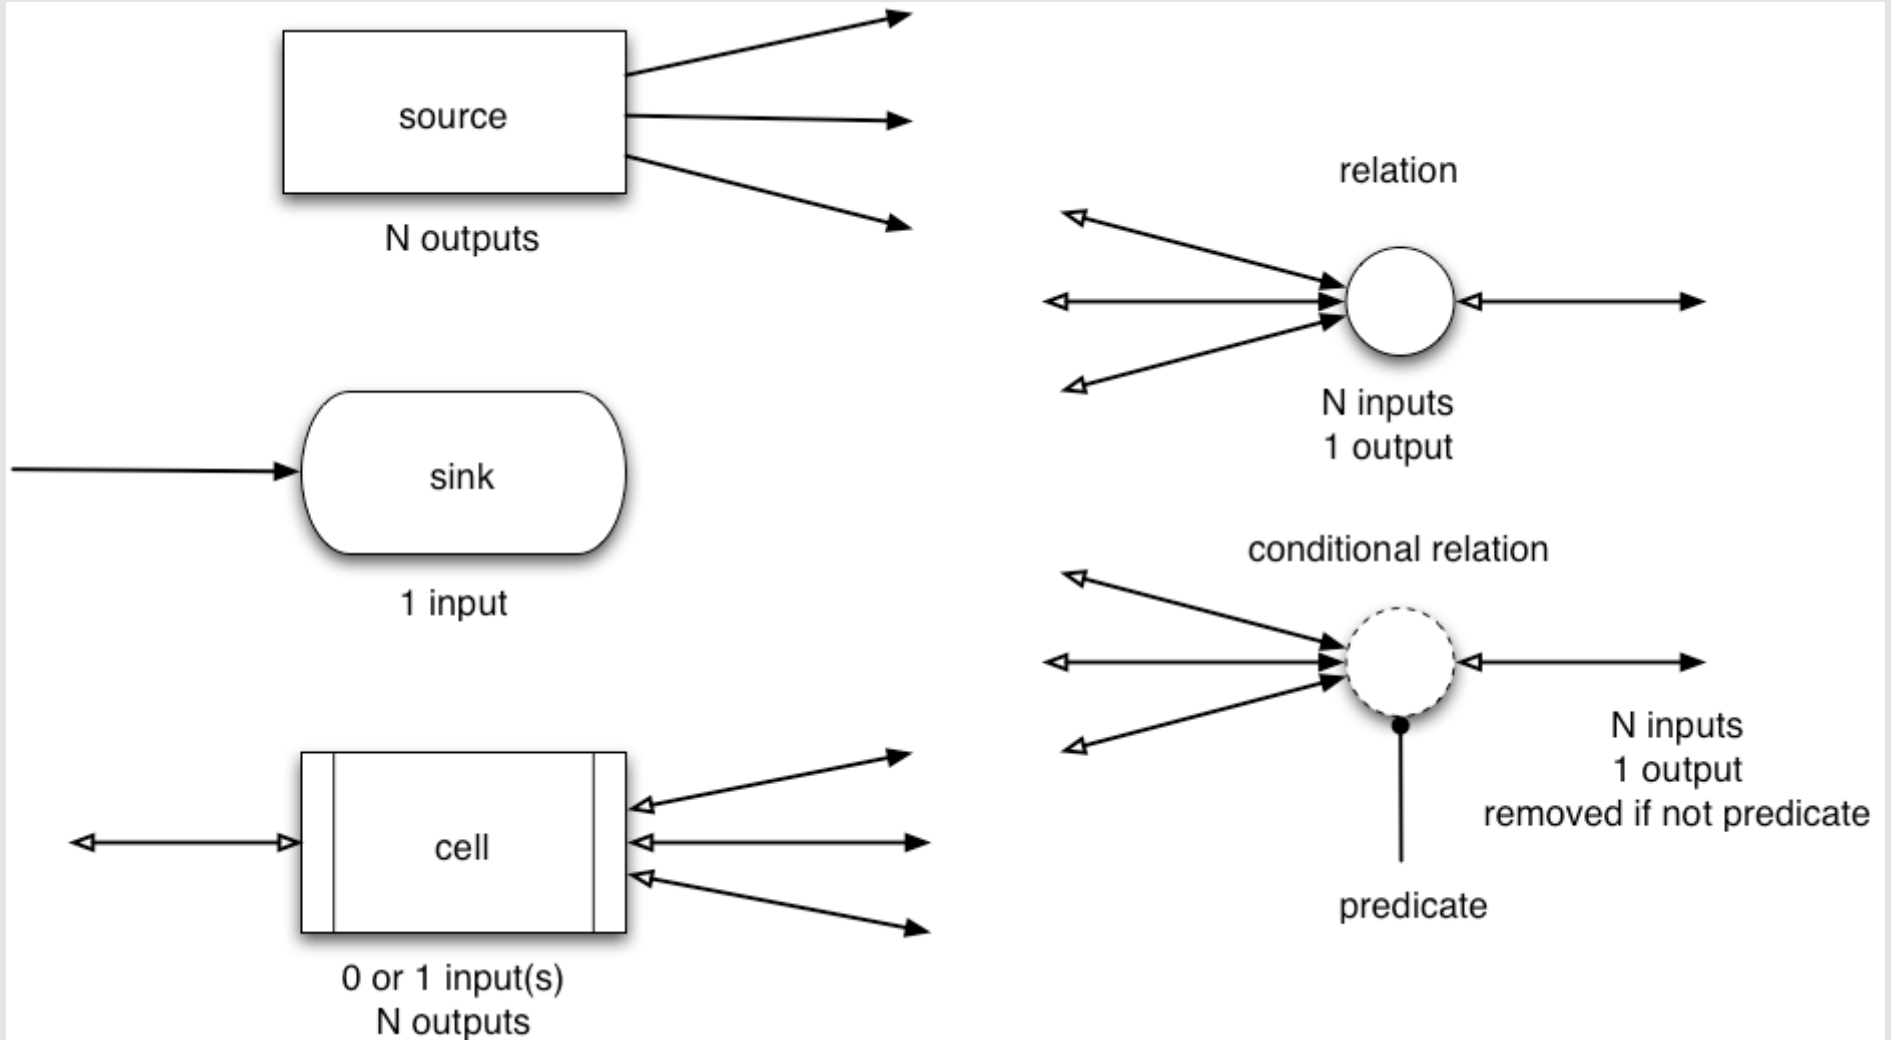 source
N outputs
sink
1 input
cell
0 or 1 input(s)
N outputs
relation
N inputs
1 output
conditional relation
N inputs
1 output
removed if not predicate
predicate